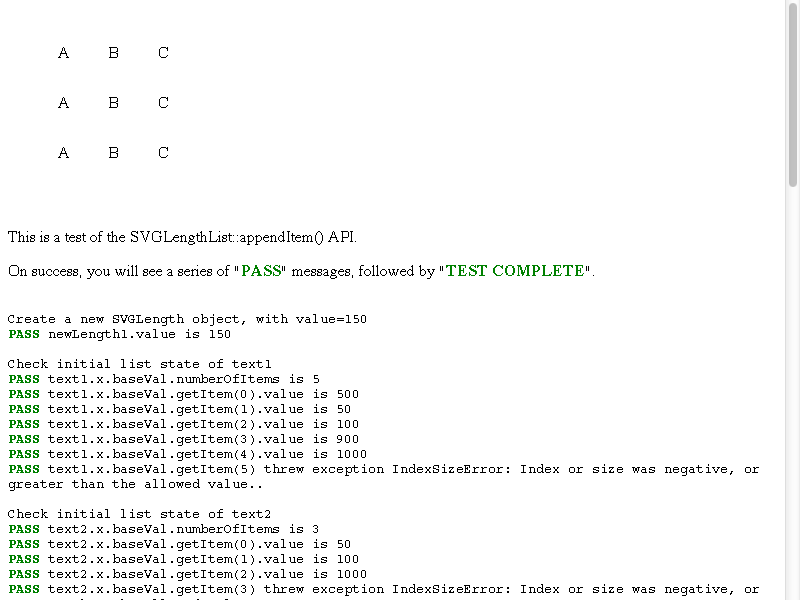 A B C
A B C
A B C
This is a test of the SVGLengthList::appendItem() API.
On success, you will see a series of "PASS" messages, followed by "TEST COMPLETE".
Create a new SVGLength object, with value=150
PASS newLength1.value is 150
Check initial list state of text1
PASS text1.x.baseVal.numberOfItems is 5
PASS text1.x.baseVal.getItem(0).value is 500
PASS text1.x.baseVal.getItem(1).value is 50
PASS text1.x.baseVal.getItem(2).value is 100
PASS text1.x.baseVal.getItem(3).value is 900
PASS text1.x.baseVal.getItem(4).value is 1000
PASS text1.x.baseVal.getItem(5) threw exception IndexSizeError: Index or size was negative, or
greater than the allowed value..
Check initial list state of text2
PASS text2.x.baseVal.numberOfItems is 3
PASS text2.x.baseVal.getItem(0).value is 50
PASS text2.x.baseVal.getItem(1).value is 100
PASS text2.x.baseVal.getItem(2).value is 1000
PASS text2.x.baseVal.getItem(3) threw exception IndexSizeError: Index or size was negative, or